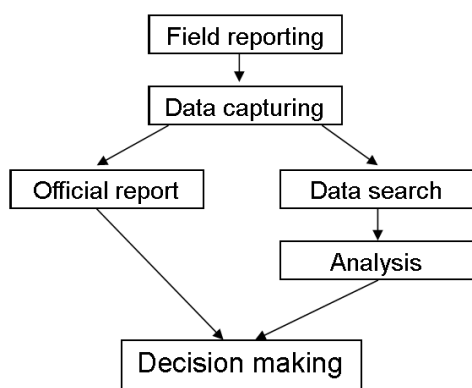 Field reporting
Data capturing
Official report
Data search
Analysis
Decision making